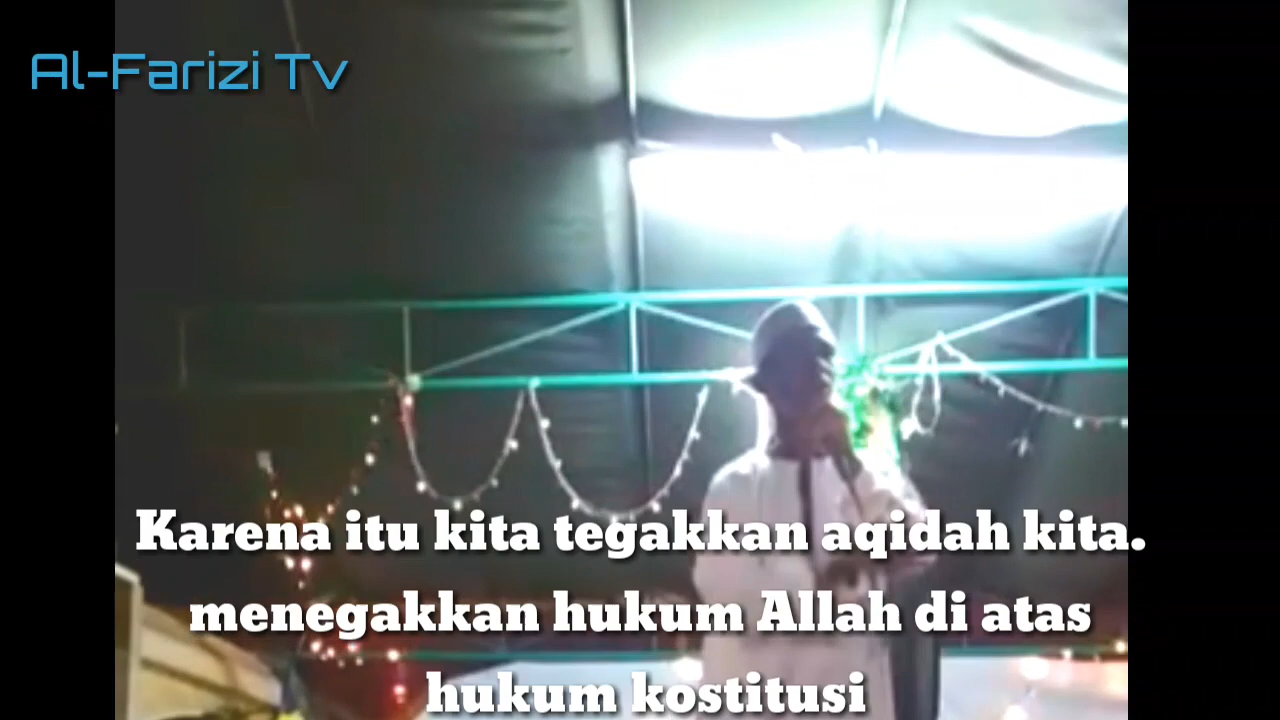 Al-Farizi Tv
Karena itu kita tegakkan aqidah kita.
menegakkan hukum Allah di atas
hukum kostitusi